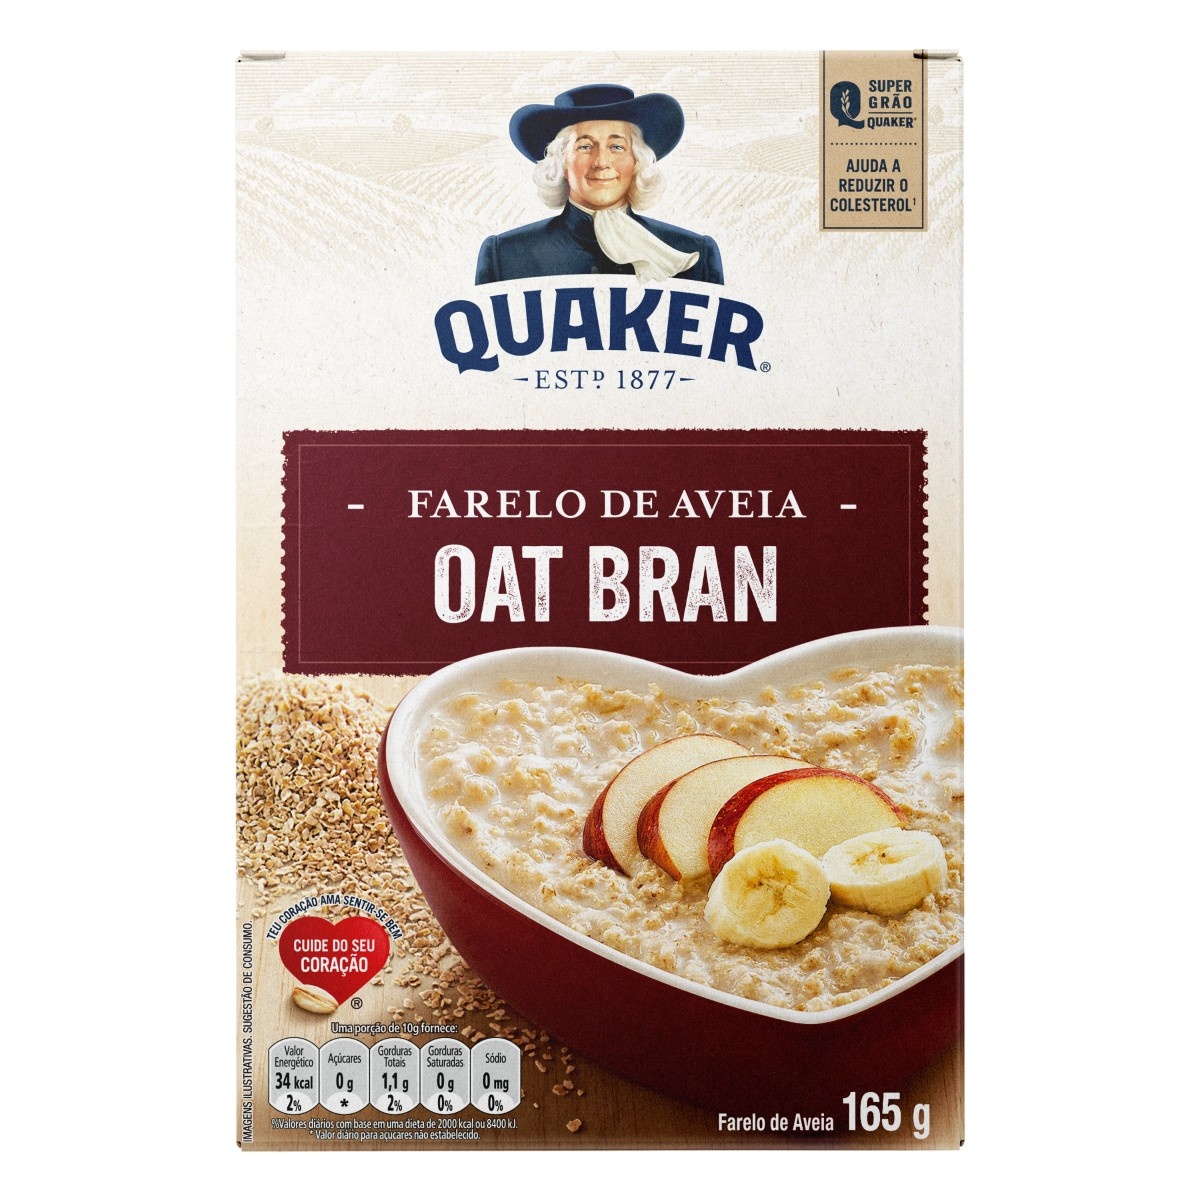 SUPER
GRÃO
QUAKER®
AJUDA A
REDUZIR O
COLESTEROL¹
QUAKER®
-ESTD 1877-
- FARELO DE AVEIA -
OAT BRAN
TEU CORAÇÃO AMA SENTIR-SE BEM
CUIDE DO SEU
CORAÇÃO
®
IMAGENS ILUSTRATIVAS. SUGESTÃO DE CONSUMO.
Uma porção de 10g fornece:
Valor Energético 34 kcal 2%
Açúcares 0 g *
Gorduras Totais 1,1 g 2%
Gorduras Saturadas 0 g 0%
Sódio 0 mg 0%
%Valores diários com base em uma dieta de 2000 kcal ou 8400 kJ.
*Valor diário para açúcares não estabelecido.
Farelo de Aveia 165 g